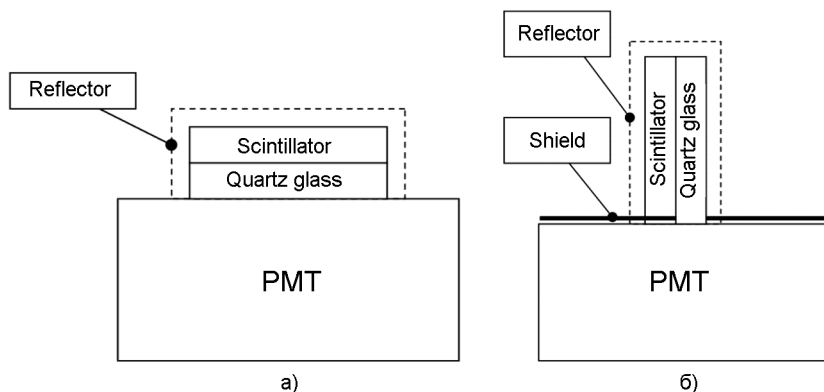 Reflector
Scintillator
Quartz glass
PMT
а)
Reflector
Shield
Scintillator
Quartz glass
PMT
б)